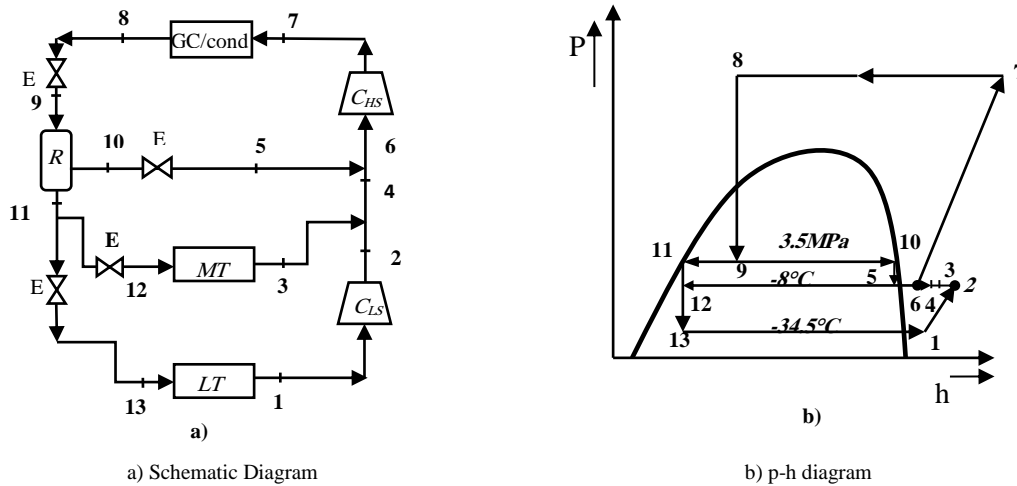 8
7
GC/cond
E
9
C_HS
10
E
5
6
R
4
11
E
2
E
MT
12
3
C_LS
LT
13
1
a)
P
8
7
3.5MPa
10
11
9
-8°C
5
3
2
12
6
4
13
-34.5°C
1
h
b)
a) Schematic Diagram
b) p-h diagram